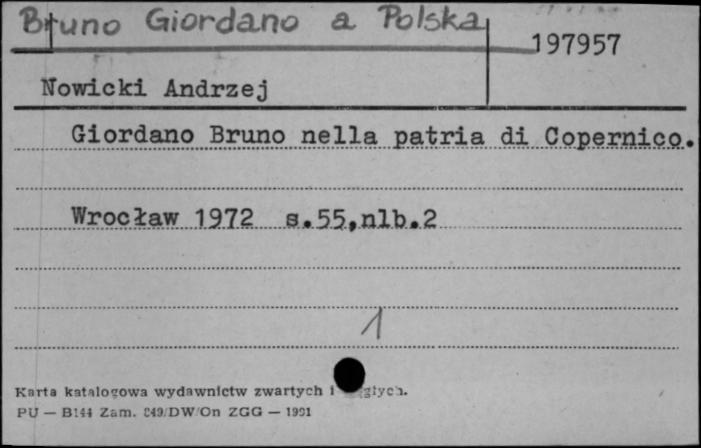 Bruno Giordano a Polska
197957
Nowicki Andrzej
Giordano Bruno nella patria di Copernico.
Wrocław 1972 s.55,nlb.2
1
Karta katalogowa wydawnictw zwartych i
PU — B144 Zam. 849/DW/On ZGG — 1991